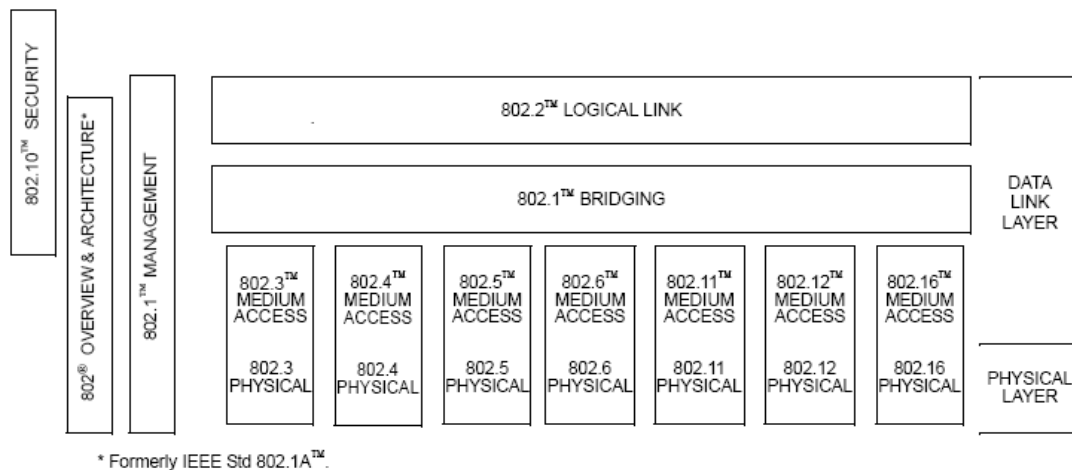 802.10™ SECURITY
802® OVERVIEW & ARCHITECTURE*
802.1™ MANAGEMENT
802.2™ LOGICAL LINK
802.1™ BRIDGING
802.3™
MEDIUM
ACCESS
802.3
PHYSICAL
802.4™
MEDIUM
ACCESS
802.4
PHYSICAL
802.5™
MEDIUM
ACCESS
802.5
PHYSICAL
802.6™
MEDIUM
ACCESS
802.6
PHYSICAL
802.11™
MEDIUM
ACCESS
802.11
PHYSICAL
802.12™
MEDIUM
ACCESS
802.12
PHYSICAL
802.16™
MEDIUM
ACCESS
802.16
PHYSICAL
DATA
LINK
LAYER
PHYSICAL
LAYER
* Formerly IEEE Std 802.1A™.